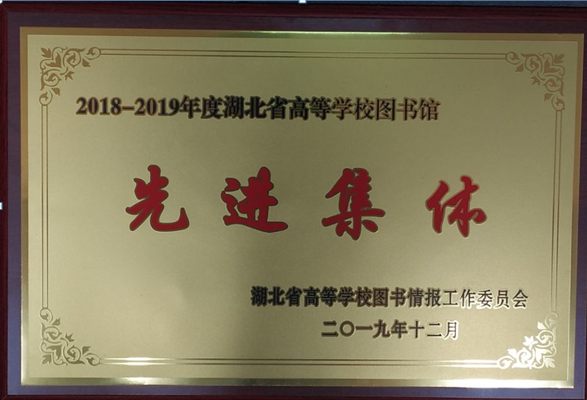 2018-2019年度湖北省高等学校图书馆
先进集体
湖北省高等学校图书情报工作委员会
二〇一九年十二月